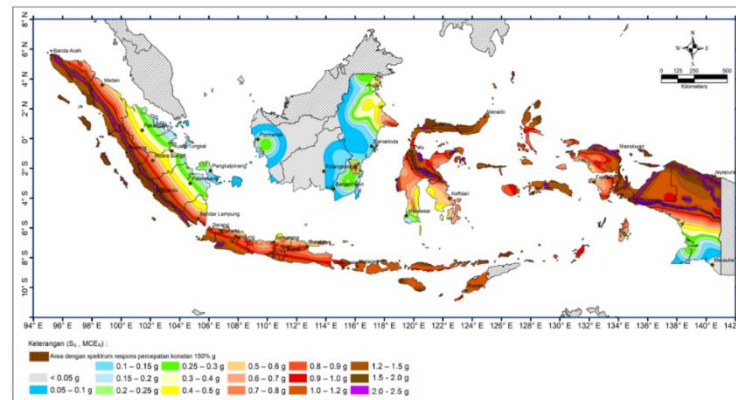 8° N
6° N
4° N
2° N
0°
2° S
4° S
6° S
8° S
10° S
94° E 96° E 98° E 100° E 102° E 104° E 106° E 108° E 110° E 112° E 114° E 116° E 118° E 120° E 122° E 124° E 126° E 128° E 130° E 132° E 134° E 136° E 138° E 140° E 142° E
N
W E
S
0 125 250 500
Kilometers
Banda Aceh
Medan
Manado
Pontianak
Samarinda
Manokwari
Pangkalpinang
Jayapura
Kendari
Makassar
Bandar Lampung
Serang
Merauke
Keterangan (Sₛ , MCEᵣ) :
Area dengan spektrum respons percepatan konstan 150% g
< 0.05 g
0.05 - 0.1 g
0.1 – 0.15 g
0.15 - 0.2 g
0.2 – 0.25 g
0.25 – 0.3 g
0.3 – 0.4 g
0.4 – 0.5 g
0.5 – 0.6 g
0.6 – 0.7 g
0.7 – 0.8 g
0.8 – 0.9 g
0.9 – 1.0 g
1.0 – 1.2 g
1.2 – 1.5 g
1.5 - 2.0 g
2.0 - 2.5 g